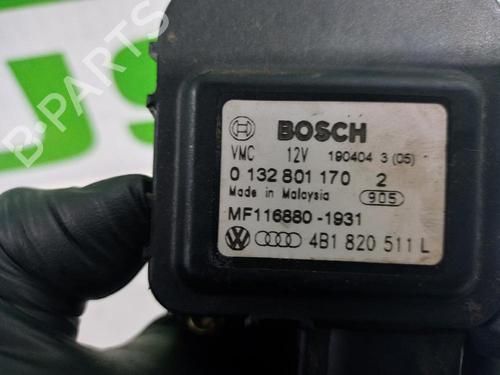 BOSCH
VMC 12V 190404 3 (05)
0 132 801 170 2
Made in Malaysia 905
MF116880-1931
4B1 820 511 L
B-PARTS